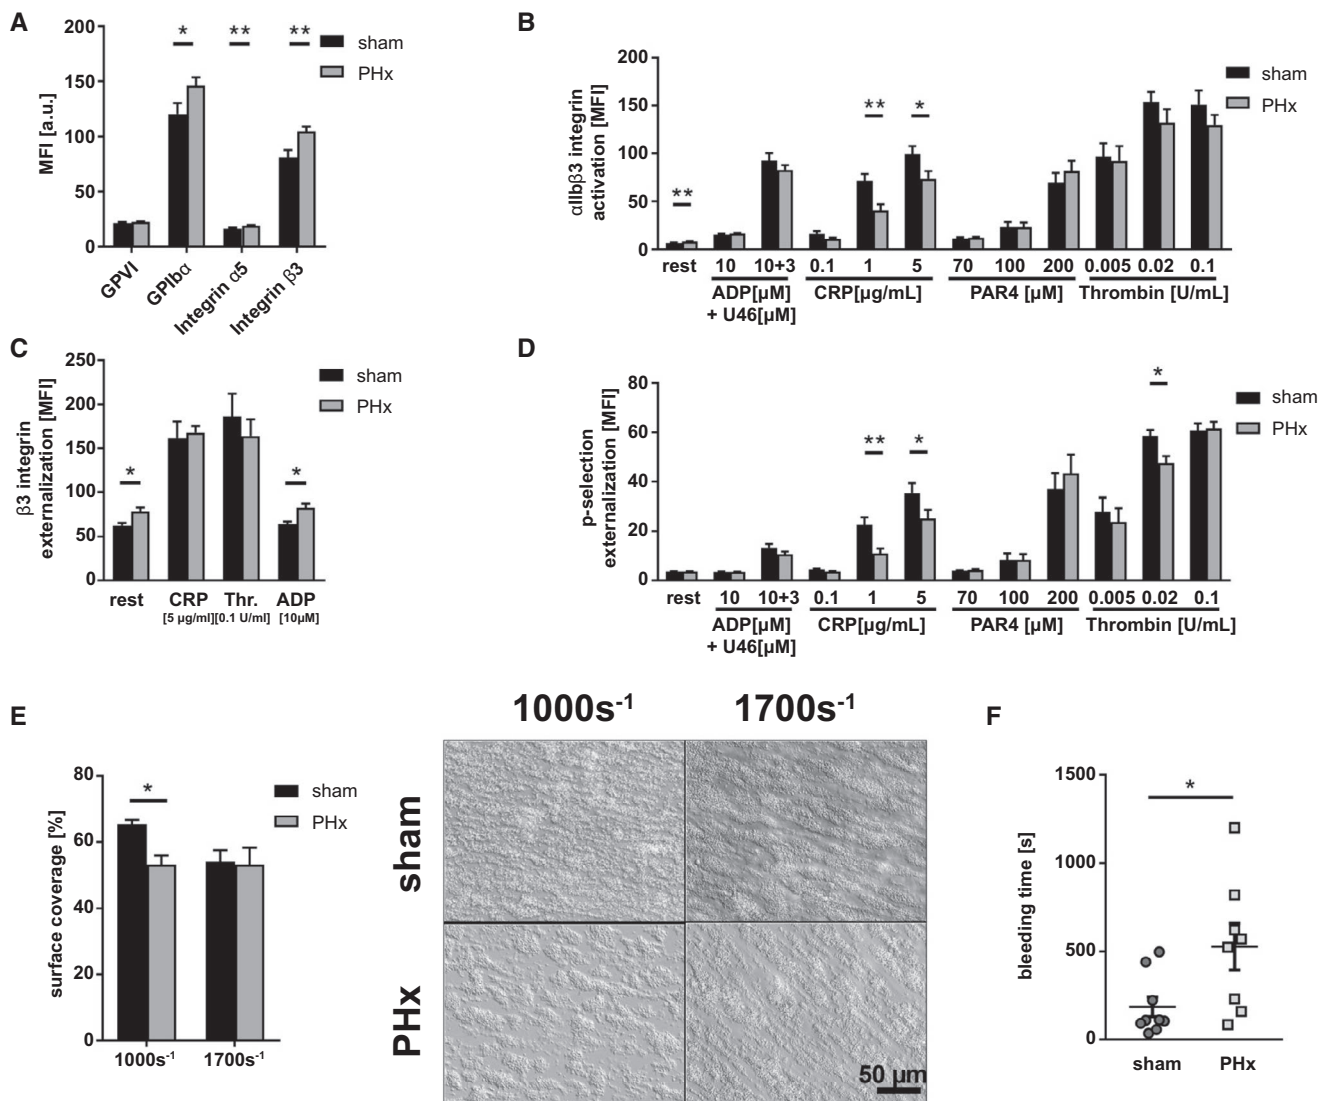 A
200
150
100
50
0
MFI [a.u.]
* ** **
sham
PHx
GPVI
GPIbα
Integrin α5
Integrin β3
B
200
150
100
50
0
αIIbβ3 integrin
activation [MFI]
** ** *
sham
PHx
rest 10 10+3 0.1 1 5 70 100 200 0.005 0.02 0.1
ADP[µM] CRP[µg/mL] PAR4 [µM] Thrombin [U/mL]
+ U46[µM]
C
250
200
150
100
50
0
β3 integrin
externalization [MFI]
* *
sham
PHx
rest CRP Thr. ADP
[5 µg/ml][0.1 U/ml] [10µM]
D
80
60
40
20
0
p-selection
externalization [MFI]
** * *
sham
PHx
rest 10 10+3 0.1 1 5 70 100 200 0.005 0.02 0.1
ADP[µM] CRP[µg/mL] PAR4 [µM] Thrombin [U/mL]
+ U46[µM]
E
80
60
40
20
0
surface coverage [%]
*
sham
PHx
1000s⁻¹ 1700s⁻¹
1000s⁻¹ 1700s⁻¹
sham
PHx
50 µm
F
1500
1000
500
0
bleeding time [s]
*
sham PHx